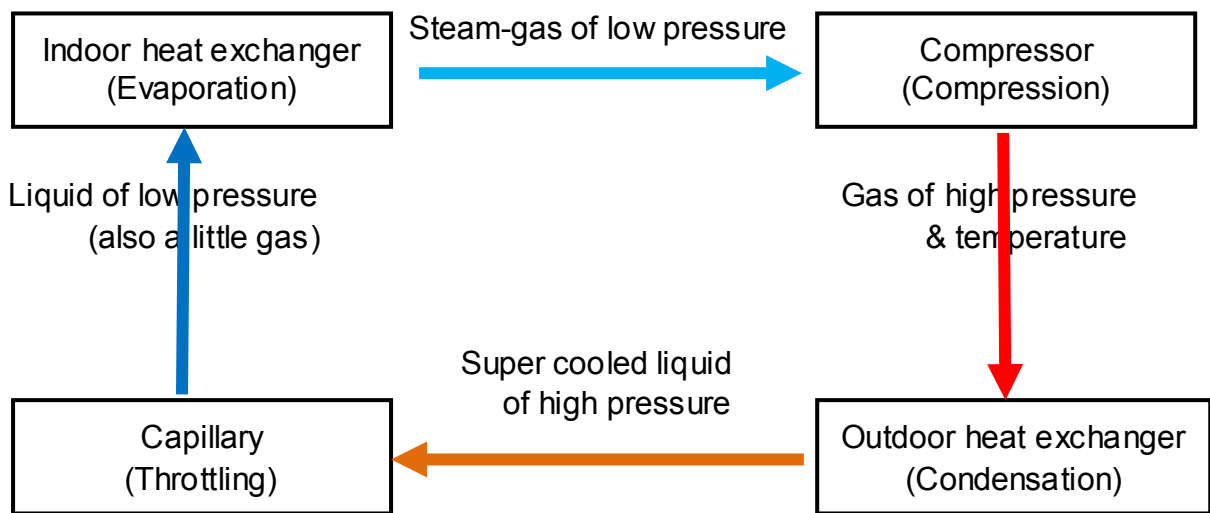 Indoor heat exchanger
(Evaporation)
Steam-gas of low pressure
Compressor
(Compression)
Liquid of low pressure
(also a little gas)
Gas of high pressure
& temperature
Super cooled liquid
of high pressure
Capillary
(Throttling)
Outdoor heat exchanger
(Condensation)